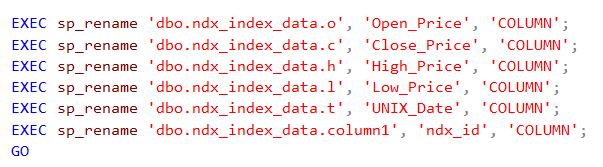 EXEC sp_rename 'dbo.ndx_index_data.o', 'Open_Price', 'COLUMN';
EXEC sp_rename 'dbo.ndx_index_data.c', 'Close_Price', 'COLUMN';
EXEC sp_rename 'dbo.ndx_index_data.h', 'High_Price', 'COLUMN';
EXEC sp_rename 'dbo.ndx_index_data.l', 'Low_Price', 'COLUMN';
EXEC sp_rename 'dbo.ndx_index_data.t', 'UNIX_Date', 'COLUMN';
EXEC sp_rename 'dbo.ndx_index_data.column1', 'ndx_id', 'COLUMN';
GO